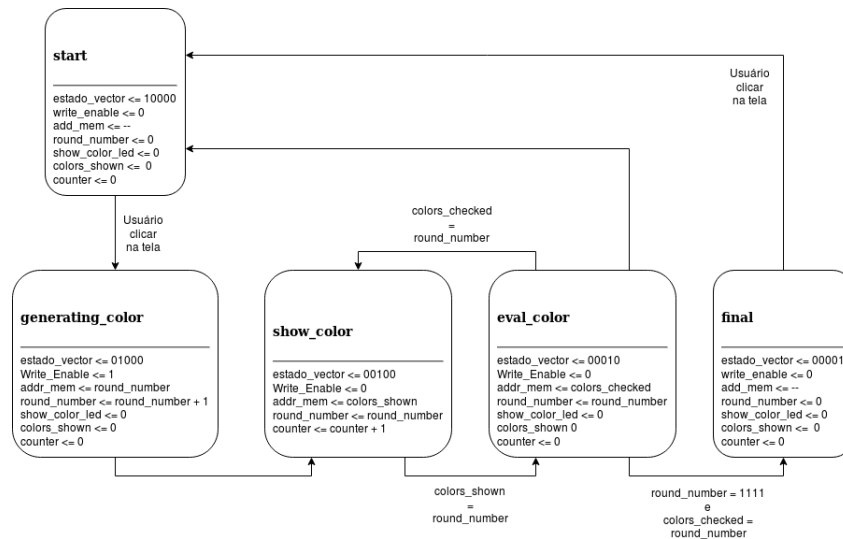 start
estado_vector <= 10000
write_enable <= 0
add_mem <= --
round_number <= 0
show_color_led <= 0
colors_shown <=  0
counter <= 0
Usuário
clicar
na tela
Usuário
clicar
na tela
colors_checked
=
round_number
generating_color
estado_vector <= 01000
Write_Enable <= 1
addr_mem <= round_number
round_number <= round_number + 1
show_color_led <= 0
colors_shown <= 0
counter <= 0
show_color
estado_vector <= 00100
Write_Enable <= 0
addr_mem <= colors_shown
round_number <= round_number
counter <= counter + 1
eval_color
estado_vector <= 00010
Write_Enable <= 0
addr_mem <= colors_checked
round_number <= round_number
show_color_led <= 0
colors_shown 0
counter <= 0
final
estado_vector <= 00001
write_enable <= 0
add_mem <= --
round_number <= 0
show_color_led <= 0
colors_shown <=  0
counter <= 0
colors_shown
=
round_number
round_number = 1111
e
colors_checked =
round_number